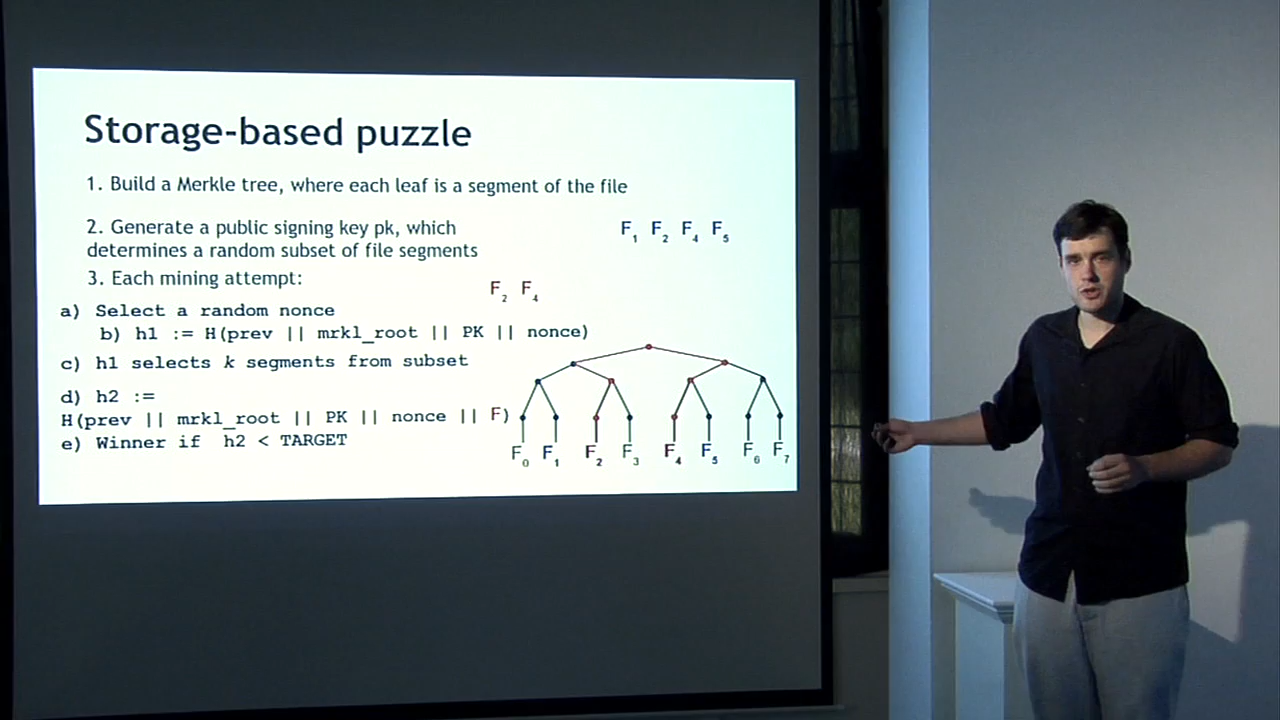 Storage-based puzzle
1. Build a Merkle tree, where each leaf is a segment of the file
2. Generate a public signing key pk, which
determines a random subset of file segments
F1 F2 F4 F5
3. Each mining attempt:
F2 F4
a) Select a random nonce
b) h1 := H(prev || mrkl_root || PK || nonce)
c) h1 selects k segments from subset
d) h2 :=
H(prev || mrkl_root || PK || nonce || F)
e) Winner if h2 < TARGET
F0 F1 F2 F3 F4 F5 F6 F7